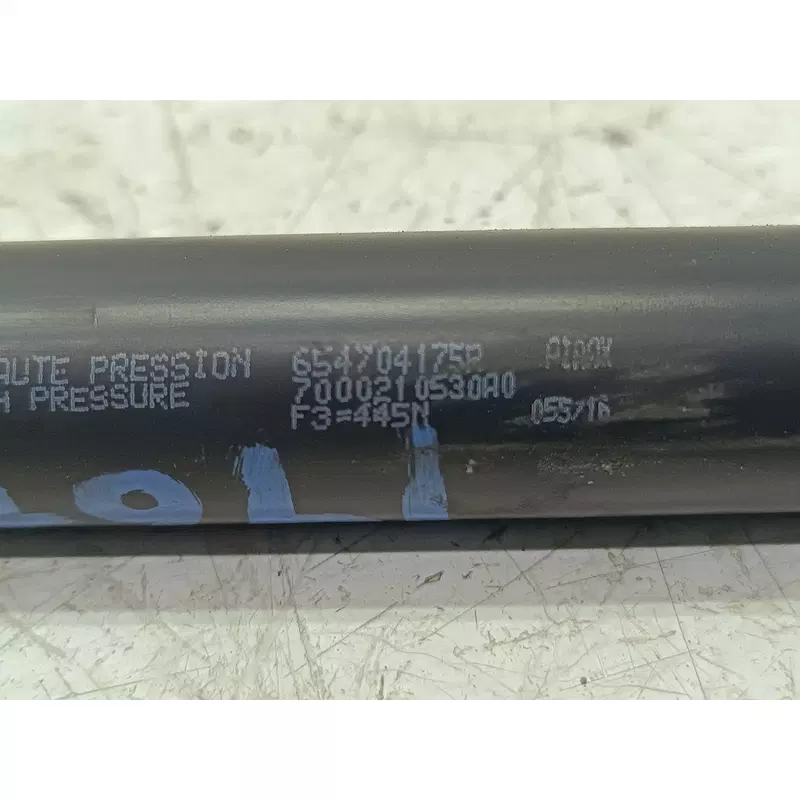 AUTE PRESSION 654704175R
H PRESSURE 7000210530A0
F3=445N 055/16